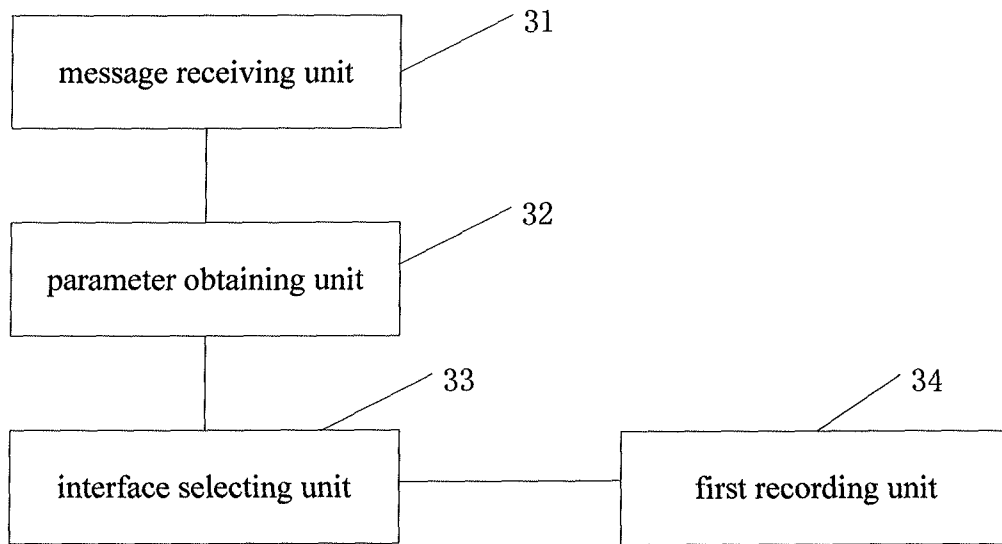 31
message receiving unit
32
parameter obtaining unit
33
interface selecting unit
34
first recording unit